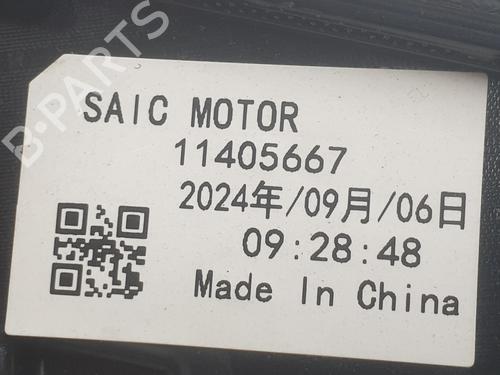 B-PARTS
SAIC MOTOR
11405667
2024年/09月/06日
09:28:48
Made In China